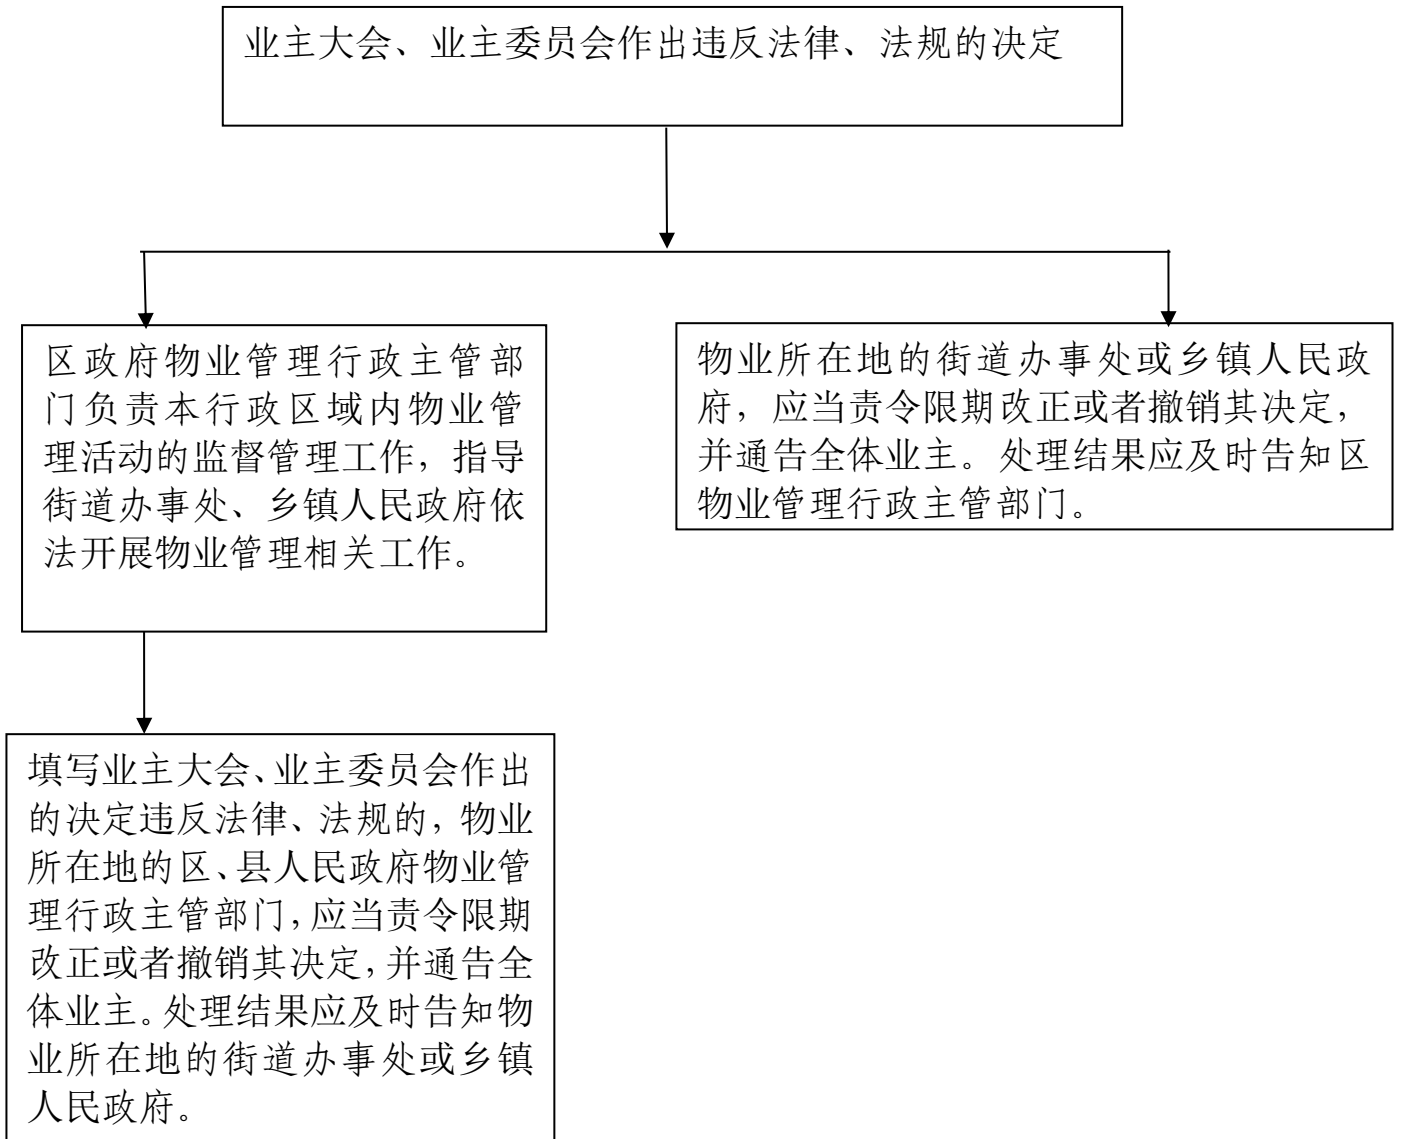 业主大会、业主委员会作出违反法律、法规的决定
区政府物业管理行政主管部
门负责本行政区域内物业管
理活动的监督管理工作，指导
街道办事处、乡镇人民政府依
法开展物业管理相关工作。
物业所在地的街道办事处或乡镇人民政
府，应当责令限期改正或者撤销其决定，
并通告全体业主。处理结果应及时告知区
物业管理行政主管部门。
填写业主大会、业主委员会作出
的决定违反法律、法规的，物业
所在地的区、县人民政府物业管
理行政主管部门，应当责令限期
改正或者撤销其决定，并通告全
体业主。处理结果应及时告知物
业所在地的街道办事处或乡镇
人民政府。